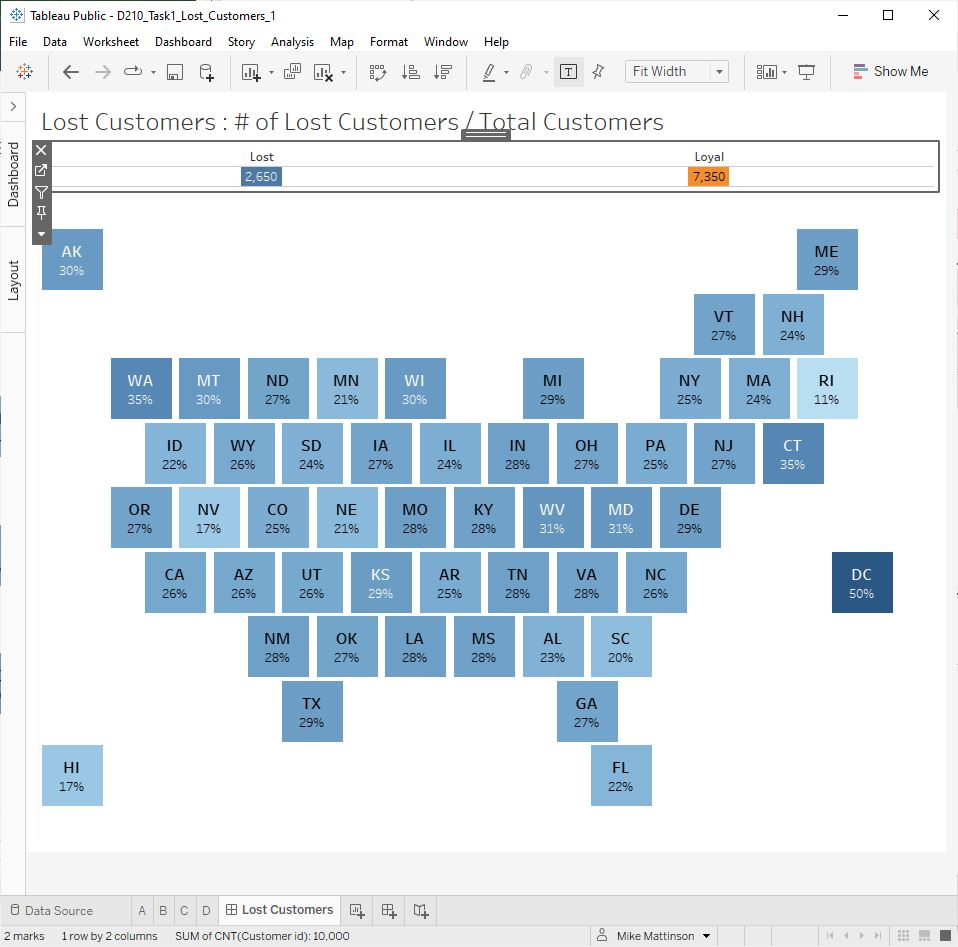 Tableau Public - D210_Task1_Lost_Customers_1
File Data Worksheet Dashboard Story Analysis Map Format Window Help
Fit Width Show Me
Dashboard
Layout
Lost Customers : # of Lost Customers / Total Customers
Lost Loyal
2,650 7,350
AK ME
30% 29%
VT NH
27% 24%
WA MT ND MN WI MI NY MA RI
35% 30% 27% 21% 30% 29% 25% 24% 11%
ID WY SD IA IL IN OH PA NJ CT
22% 26% 24% 27% 24% 28% 27% 25% 27% 35%
OR NV CO NE MO KY WV MD DE
27% 17% 25% 21% 28% 28% 31% 31% 29%
CA AZ UT KS AR TN VA NC DC
26% 26% 26% 29% 25% 28% 28% 26% 50%
NM OK LA MS AL SC
28% 27% 28% 28% 23% 20%
TX GA
29% 27%
HI FL
17% 22%
Data Source A B C D Lost Customers
2 marks 1 row by 2 columns SUM of CNT(Customer id): 10,000 Mike Mattinson